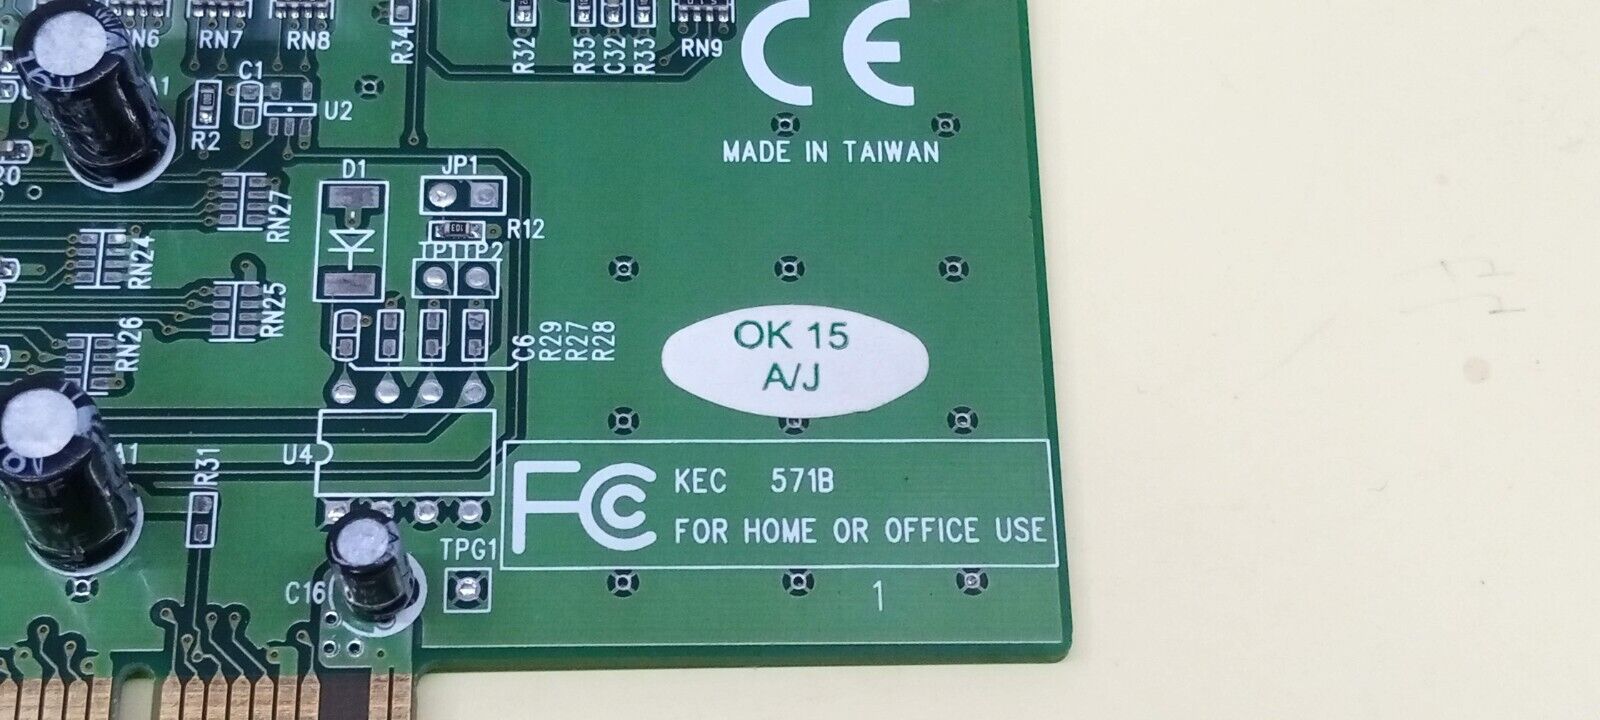 RN6
RN7
RN8
R34
R32
R35
C32
R33
RN9
CE
C1
R2
U2
MADE IN TAIWAN
D1
JP1
RN27
R12
103
TP1
TP2
RN24
RN25
RN26
C6
R29
R27
R28
OK 15
A/J
U4
R31
FCC
KEC 571B
FOR HOME OR OFFICE USE
TPG1
C16
1